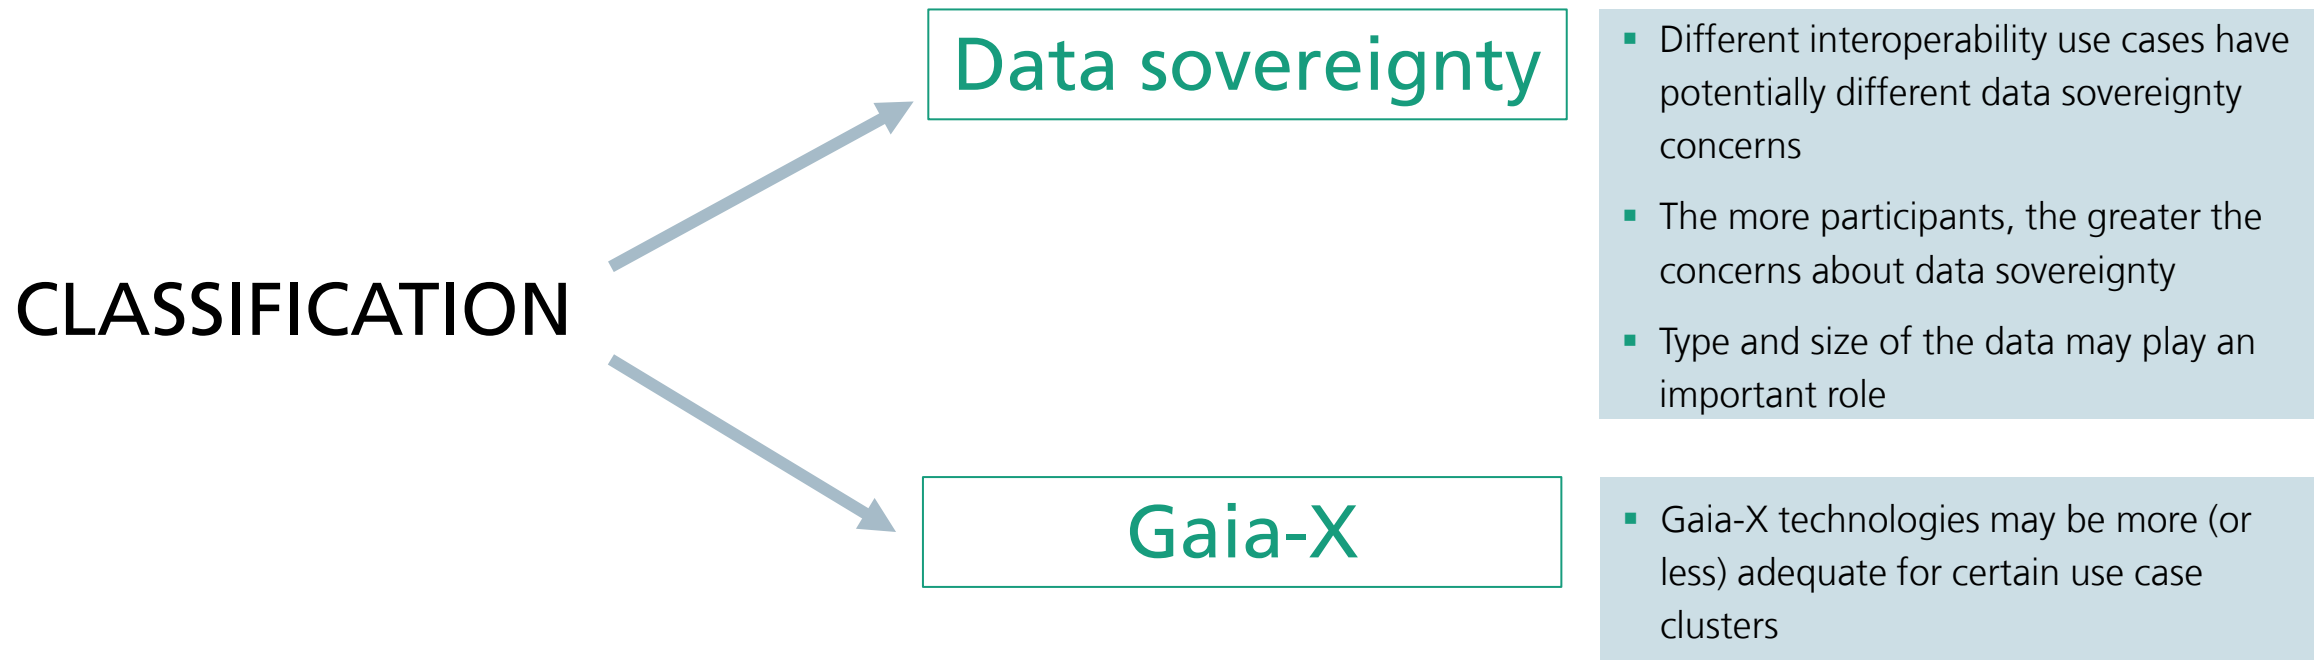 CLASSIFICATION
Data sovereignty
▪ Different interoperability use cases have
potentially different data sovereignty
concerns
▪ The more participants, the greater the
concerns about data sovereignty
▪ Type and size of the data may play an
important role
Gaia-X
▪ Gaia-X technologies may be more (or
less) adequate for certain use case
clusters